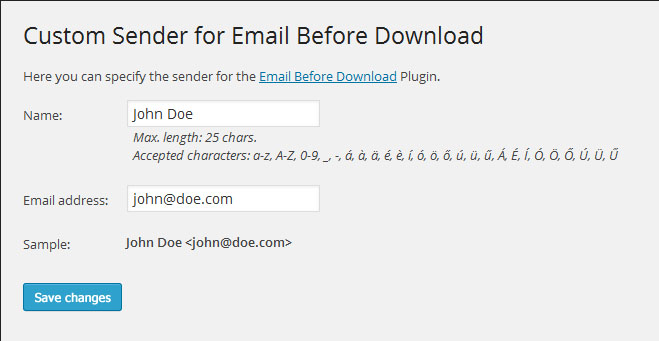 Custom Sender for Email Before Download
Here you can specify the sender for the Email Before Download Plugin.
Name: John Doe
Max. length: 25 chars.
Accepted characters: a-z, A-Z, 0-9, _, -, á, à, ä, é, è, í, ó, ö, ő, ú, ü, ű, Á, É, Í, Ó, Ö, Ő, Ú, Ü, Ű
Email address: john@doe.com
Sample: John Doe <john@doe.com>
Save changes